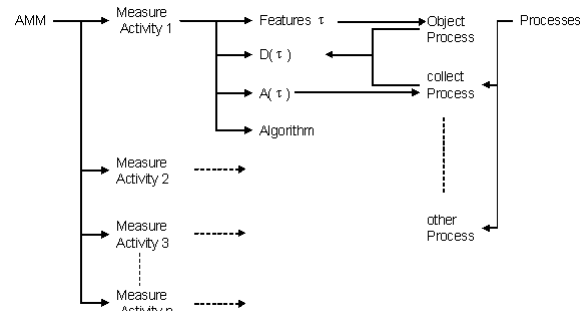 AMM
Measure
Activity 1
Features τ
D(τ)
A(τ)
Algorithm
Object
Process
collect
Process
other
Process
Processes
Measure
Activity 2
Measure
Activity 3
Measure
Activity n